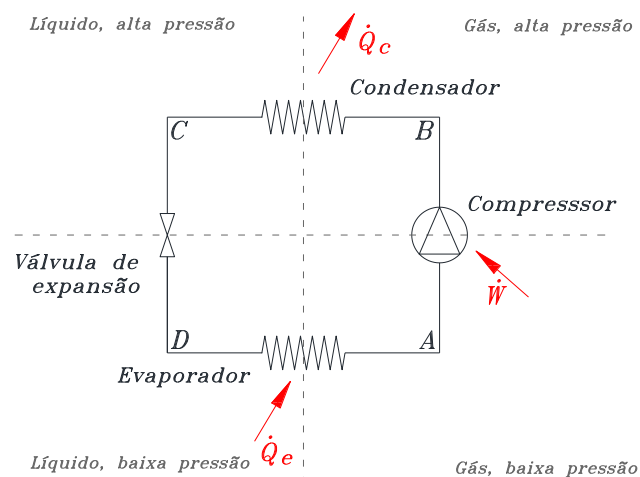 Líquido, alta pressão
Gás, alta pressão
Q̇c
Condensador
C
B
Compresssor
Válvula de
expansão
Ẇ
D
A
Evaporador
Q̇e
Líquido, baixa pressão
Gás, baixa pressão